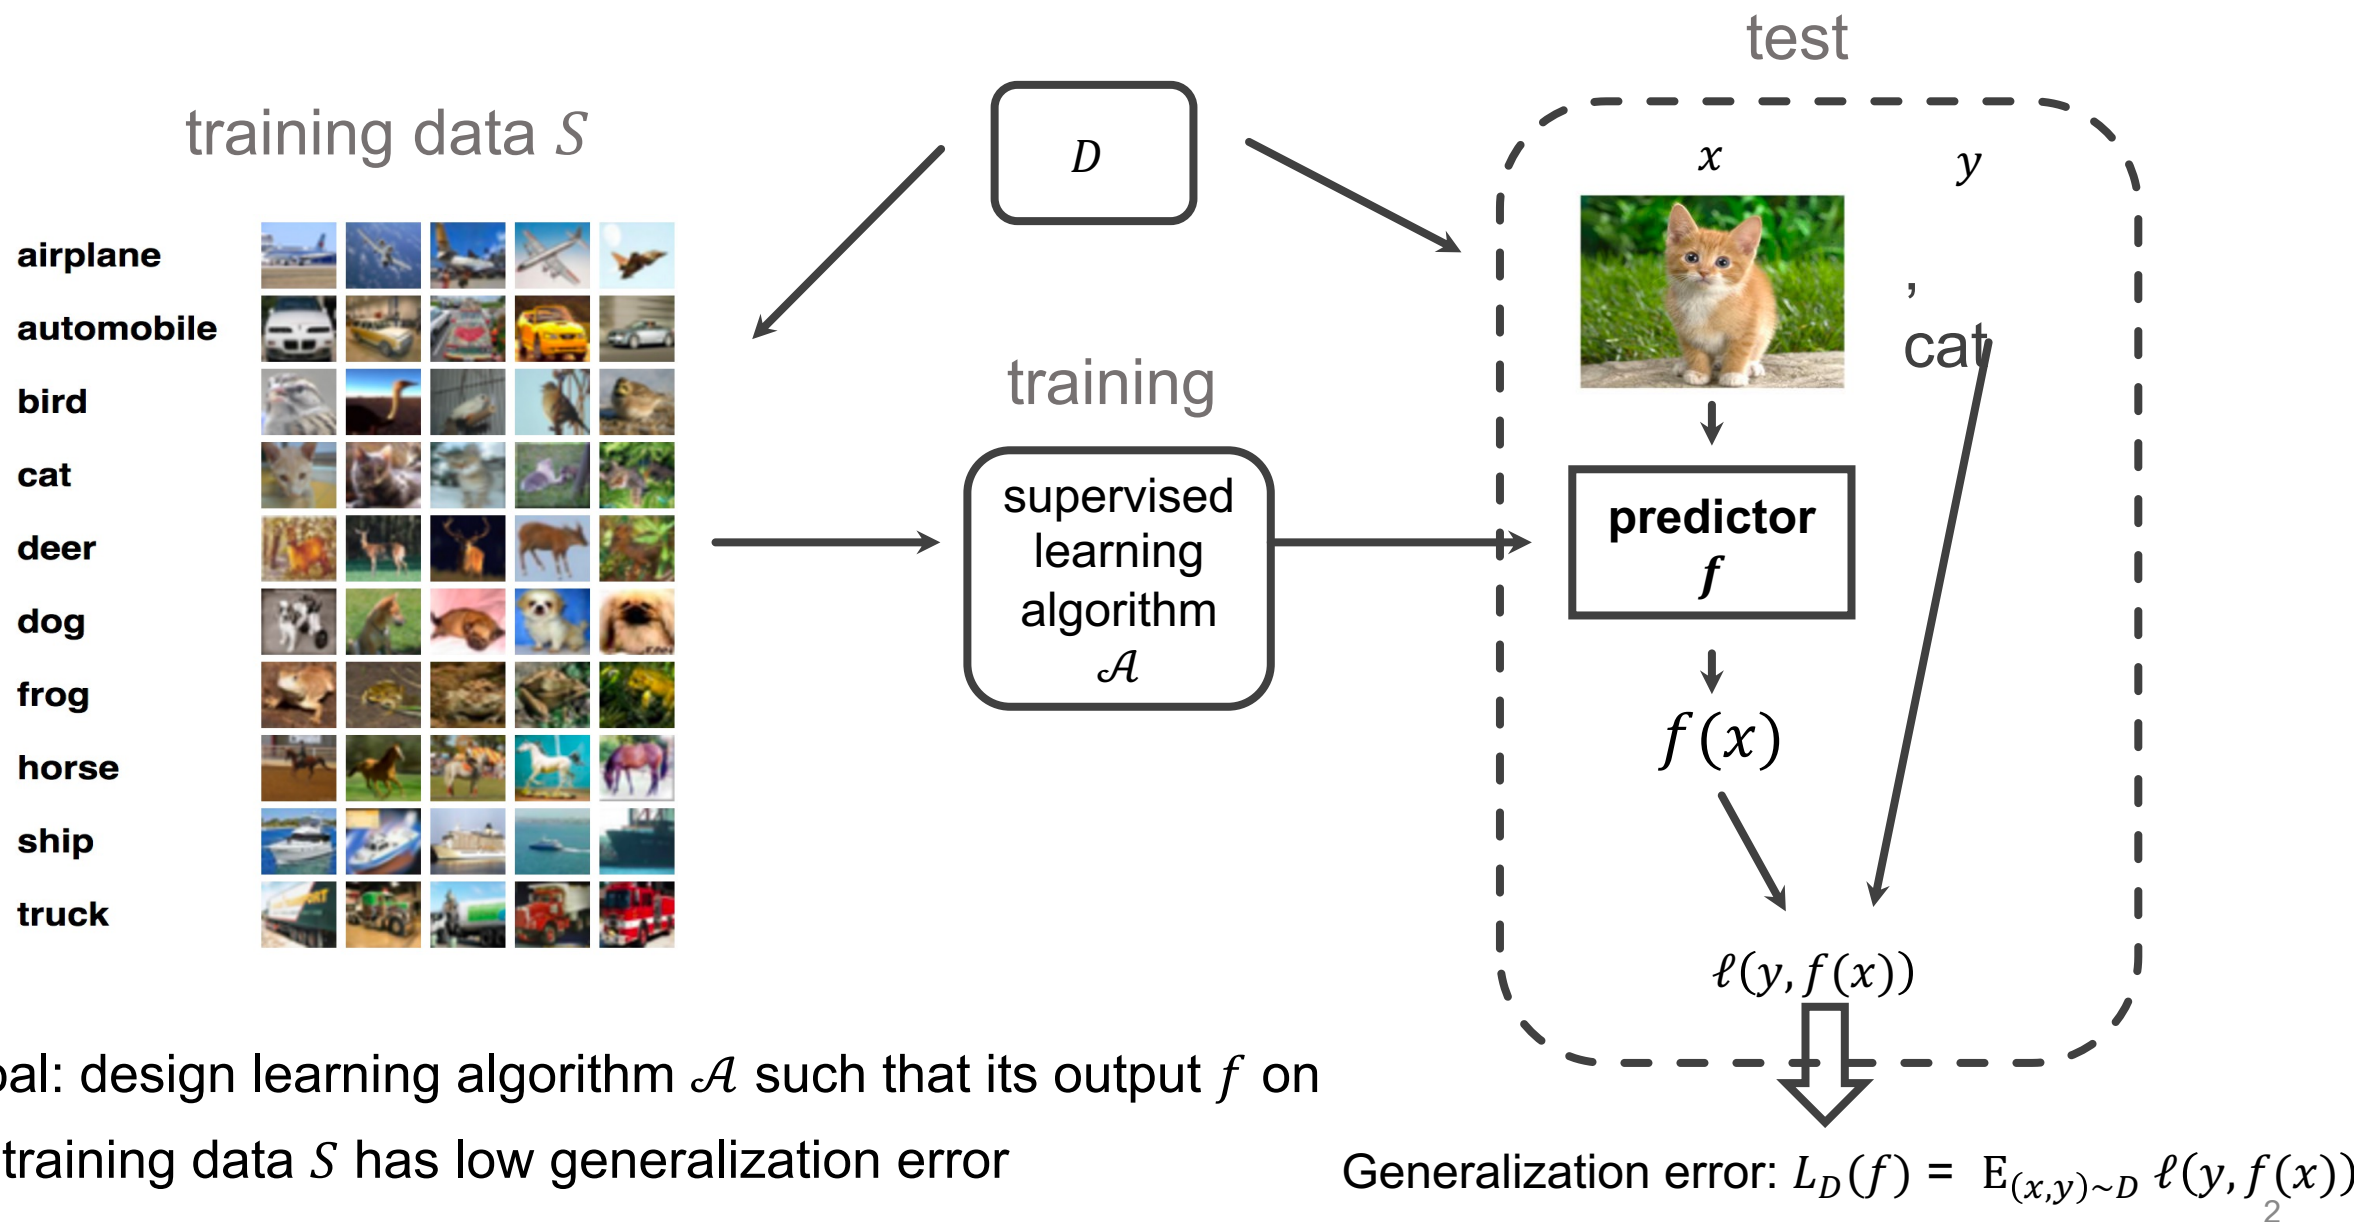 test
training data S
D
x
y
airplane
automobile
bird
cat
deer
dog
frog
horse
ship
truck
training
supervised
learning
algorithm
𝒜
,
cat
predictor
f
f(x)
ℓ(y, f(x))
oal: design learning algorithm 𝒜 such that its output f on
training data S has low generalization error
Generalization error: L_D(f) = E_(x,y)~D ℓ(y, f(x))
2